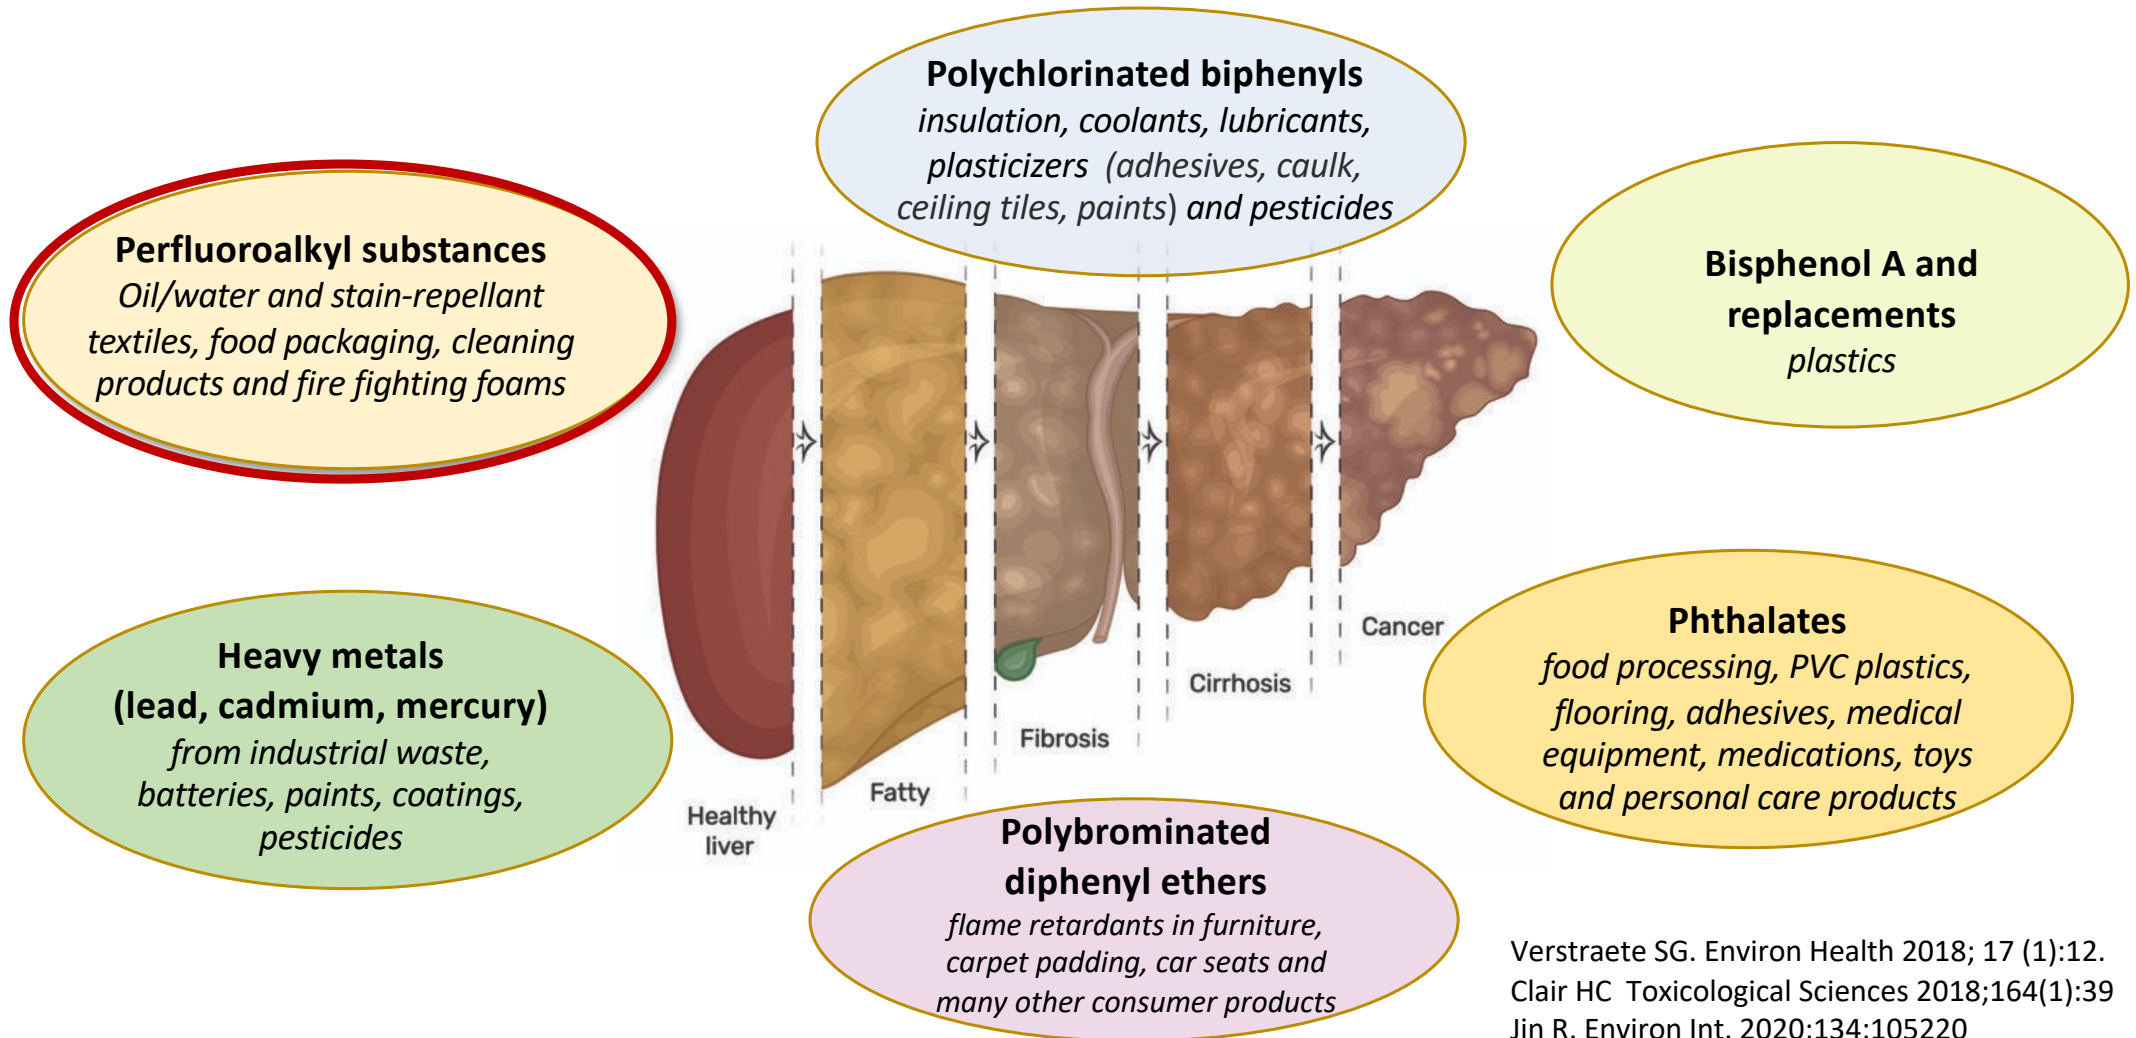 Polychlorinated biphenyls
insulation, coolants, lubricants,
plasticizers (adhesives, caulk,
ceiling tiles, paints) and pesticides
Perfluoroalkyl substances
Oil/water and stain-repellant
textiles, food packaging, cleaning
products and fire fighting foams
Bisphenol A and
replacements
plastics
Heavy metals
(lead, cadmium, mercury)
from industrial waste,
batteries, paints, coatings,
pesticides
Healthy
liver
Fatty
Fibrosis
Cirrhosis
Cancer
Phthalates
food processing, PVC plastics,
flooring, adhesives, medical
equipment, medications, toys
and personal care products
Polybrominated
diphenyl ethers
flame retardants in furniture,
carpet padding, car seats and
many other consumer products
Verstraete SG. Environ Health 2018; 17 (1):12.
Clair HC Toxicological Sciences 2018;164(1):39
Jin R. Environ Int. 2020;134:105220